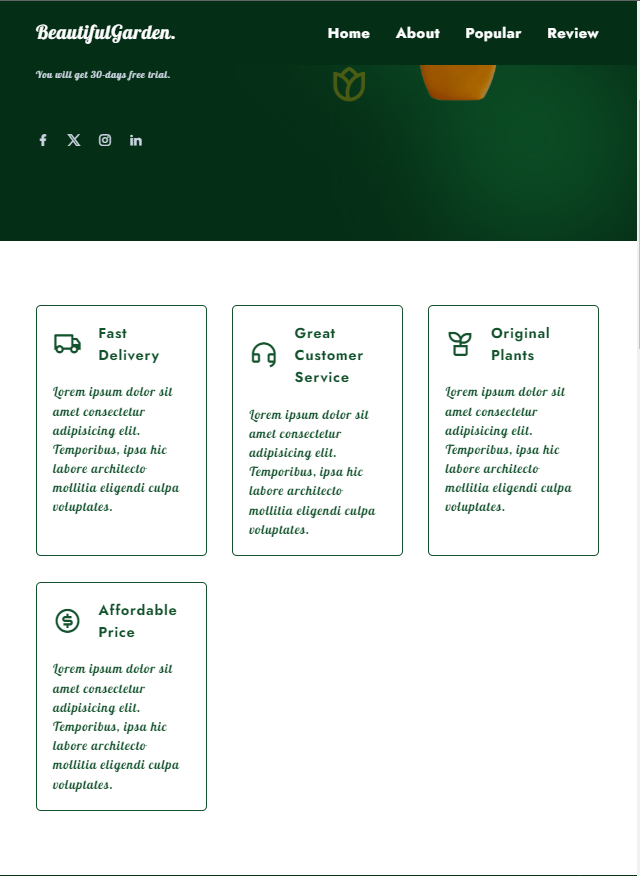 BeautifulGarden.
Home About Popular Review
You will get 30-days free trial.
Fast
Delivery
Lorem ipsum dolor sit
amet consectetur
adipisicing elit.
Temporibus, ipsa hic
labore architecto
mollitia eligendi culpa
voluptates.
Great
Customer
Service
Lorem ipsum dolor sit
amet consectetur
adipisicing elit.
Temporibus, ipsa hic
labore architecto
mollitia eligendi culpa
voluptates.
Original
Plants
Lorem ipsum dolor sit
amet consectetur
adipisicing elit.
Temporibus, ipsa hic
labore architecto
mollitia eligendi culpa
voluptates.
Affordable
Price
Lorem ipsum dolor sit
amet consectetur
adipisicing elit.
Temporibus, ipsa hic
labore architecto
mollitia eligendi culpa
voluptates.